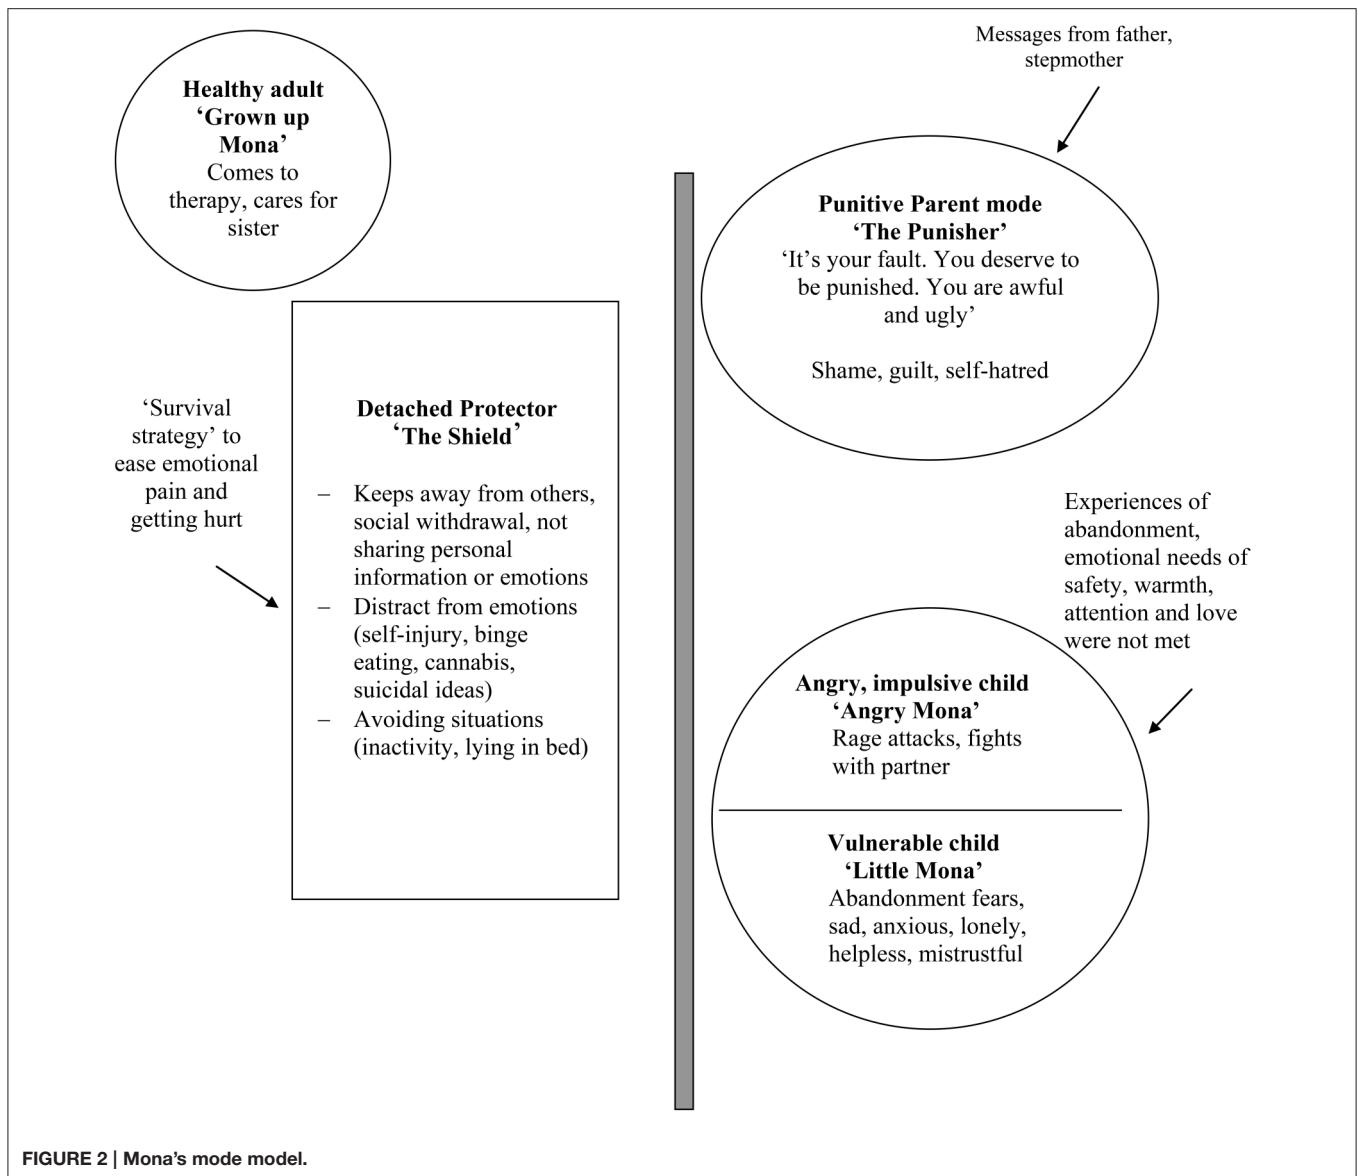 Healthy adult
‘Grown up
Mona’
Comes to
therapy, cares for
sister
Messages from father,
stepmother
Punitive Parent mode
‘The Punisher’
‘It’s your fault. You deserve to
be punished. You are awful
and ugly’
Shame, guilt, self-hatred
‘Survival
strategy’ to
ease emotional
pain and
getting hurt
Detached Protector
‘The Shield’
– Keeps away from others,
social withdrawal, not
sharing personal
information or emotions
– Distract from emotions
(self-injury, binge
eating, cannabis,
suicidal ideas)
– Avoiding situations
(inactivity, lying in bed)
Experiences of
abandonment,
emotional needs of
safety, warmth,
attention and love
were not met
Angry, impulsive child
‘Angry Mona’
Rage attacks, fights
with partner
Vulnerable child
‘Little Mona’
Abandonment fears,
sad, anxious, lonely,
helpless, mistrustful
FIGURE 2 | Mona’s mode model.